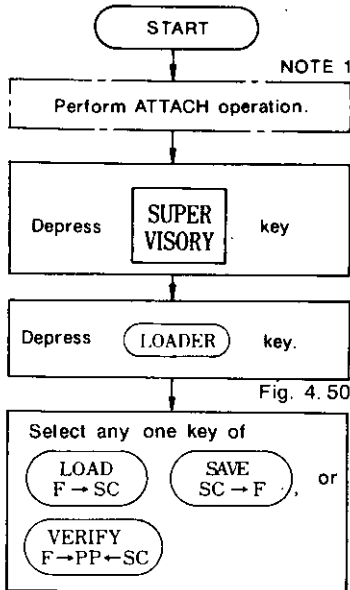 START
NOTE 1
Perform ATTACH operation.
Depress SUPER VISORY key
Depress LOADER key.
Fig. 4.50
Select any one key of
LOAD
F → SC
SAVE
SC → F
, or
VERIFY
F→PP←SC